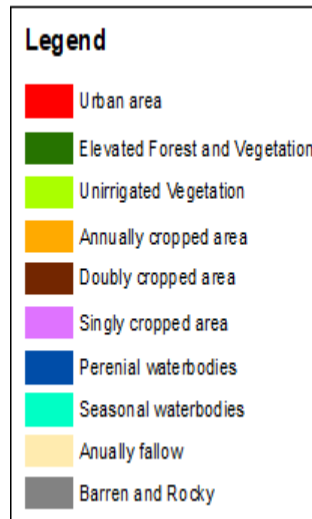 Legend
Urban area
Elevated Forest and Vegetation
Unirrigated Vegetation
Annually cropped area
Doubly cropped area
Singly cropped area
Perenial waterbodies
Seasonal waterbodies
Anually fallow
Barren and Rocky